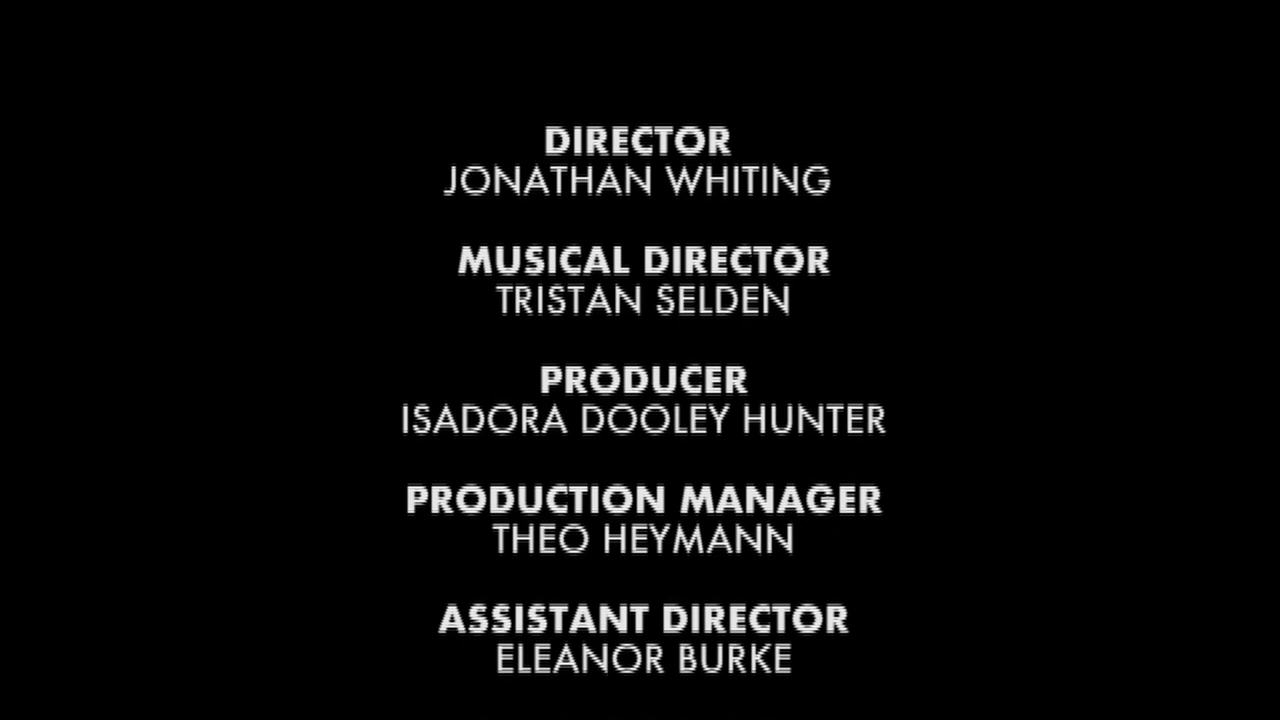 DIRECTOR
JONATHAN WHITING
MUSICAL DIRECTOR
TRISTAN SELDEN
PRODUCER
ISADORA DOOLEY HUNTER
PRODUCTION MANAGER
THEO HEYMANN
ASSISTANT DIRECTOR
ELEANOR BURKE